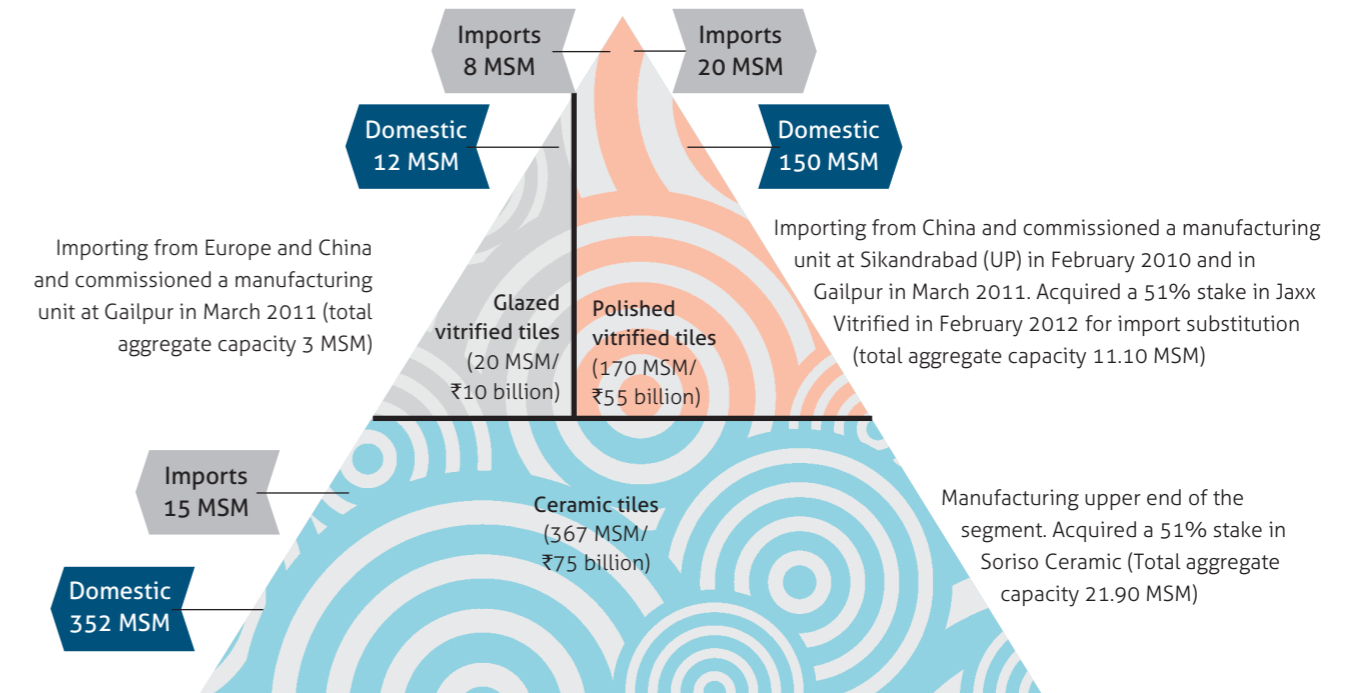 Imports
8 MSM
Imports
20 MSM
Domestic
12 MSM
Domestic
150 MSM
Importing from Europe and China
and commissioned a manufacturing
unit at Gailpur in March 2011 (total
aggregate capacity 3 MSM)
Glazed
vitrified tiles
(20 MSM/
₹10 billion)
Polished
vitrified tiles
(170 MSM/
₹55 billion)
Importing from China and commissioned a manufacturing
unit at Sikandrabad (UP) in February 2010 and in
Gailpur in March 2011. Acquired a 51% stake in Jaxx
Vitrified in February 2012 for import substitution
(total aggregate capacity 11.10 MSM)
Imports
15 MSM
Domestic
352 MSM
Ceramic tiles
(367 MSM/
₹75 billion)
Manufacturing upper end of the
segment. Acquired a 51% stake in
Soriso Ceramic (Total aggregate
capacity 21.90 MSM)